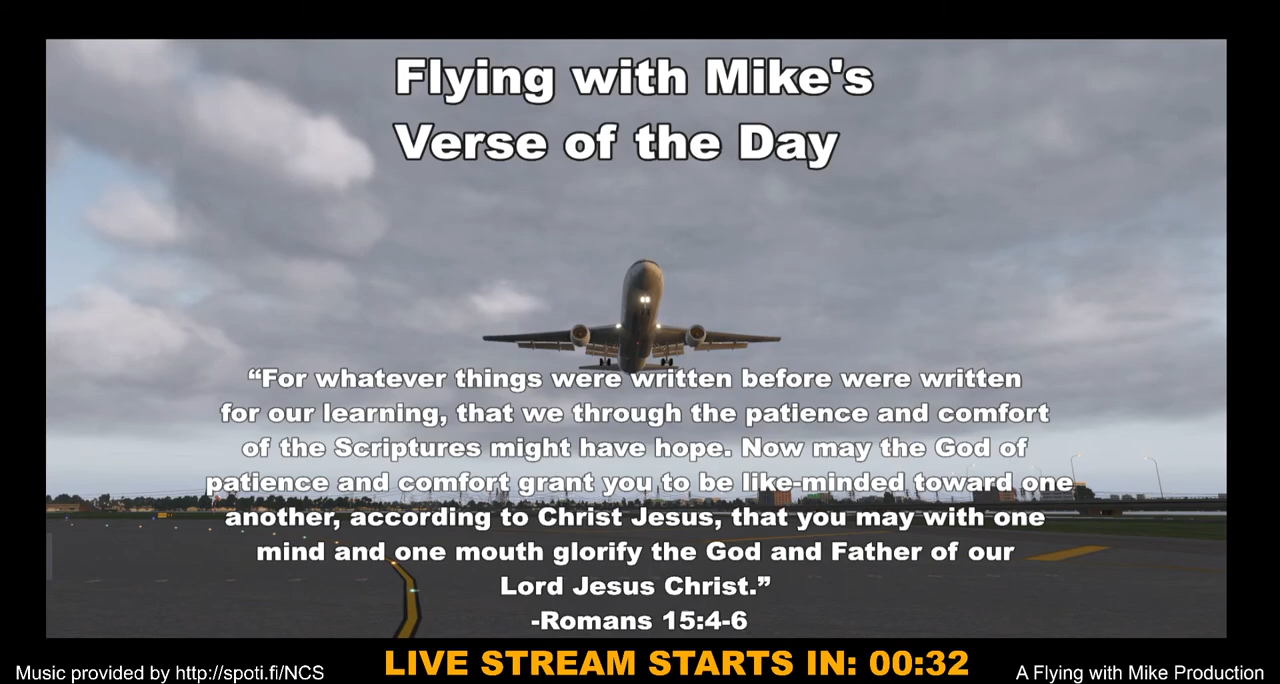 Flying with Mike's
Verse of the Day
“For whatever things were written before were written
for our learning, that we through the patience and comfort
of the Scriptures might have hope. Now may the God of
patience and comfort grant you to be like-minded toward one
another, according to Christ Jesus, that you may with one
mind and one mouth glorify the God and Father of our
Lord Jesus Christ.”
-Romans 15:4-6
Music provided by http://spoti.fi/NCS
LIVE STREAM STARTS IN: 00:32
A Flying with Mike Production